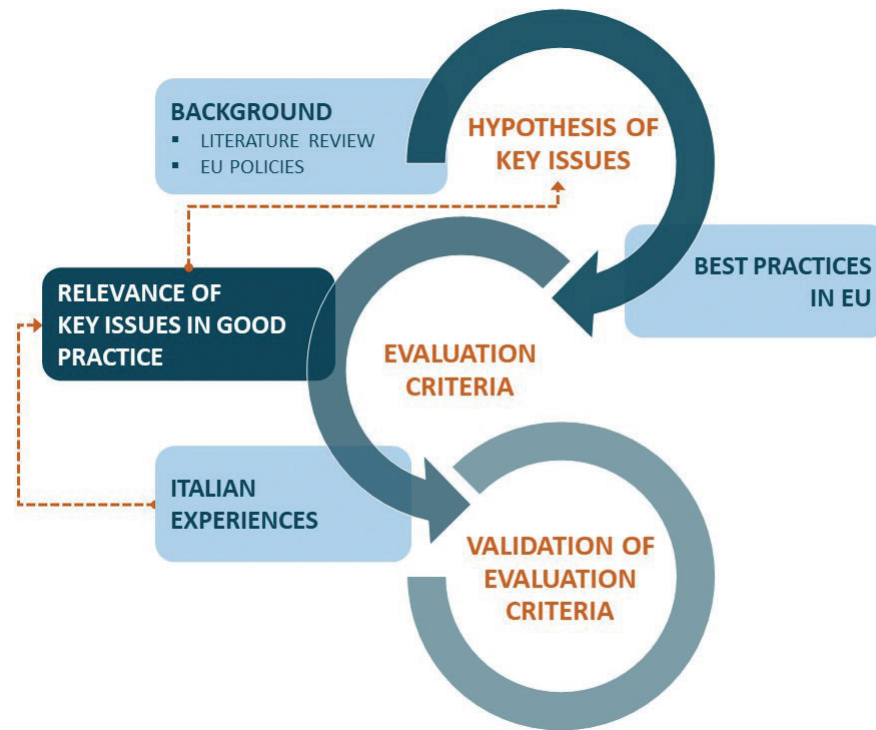 BACKGROUND
▪ LITERATURE REVIEW
▪ EU POLICIES
HYPOTHESIS OF
KEY ISSUES
BEST PRACTICES
IN EU
RELEVANCE OF
KEY ISSUES IN GOOD
PRACTICE
EVALUATION
CRITERIA
ITALIAN
EXPERIENCES
VALIDATION OF
EVALUATION
CRITERIA